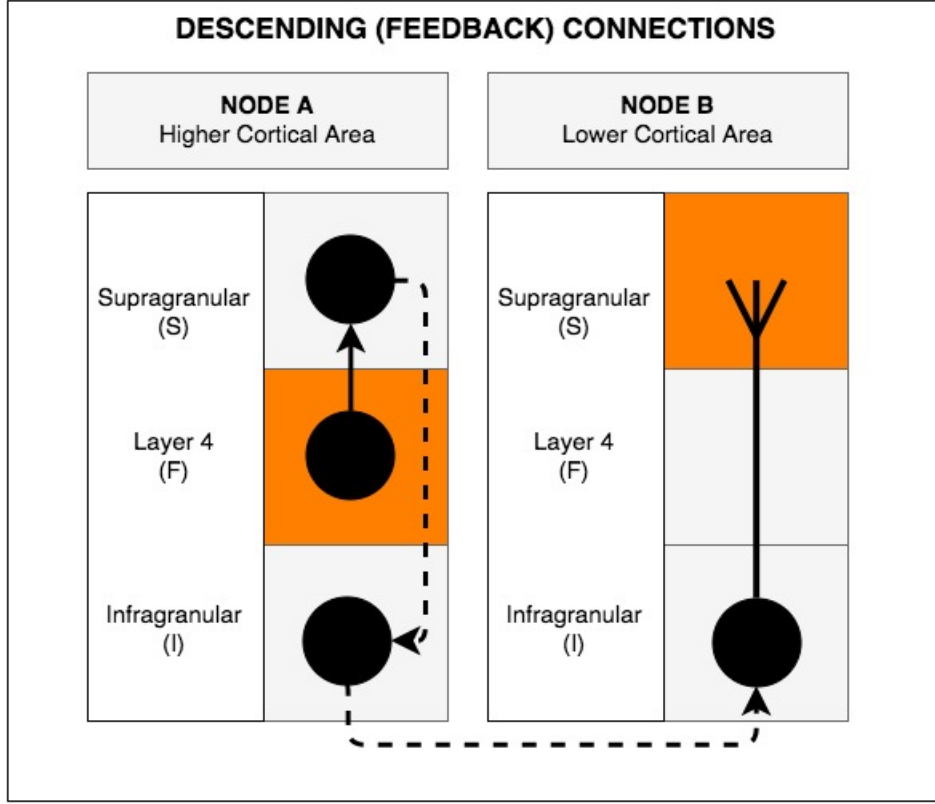 DESCENDING (FEEDBACK) CONNECTIONS
NODE A
Higher Cortical Area
NODE B
Lower Cortical Area
Supragranular
(S)
Layer 4
(F)
Infragranular
(I)
Supragranular
(S)
Layer 4
(F)
Infragranular
(I)